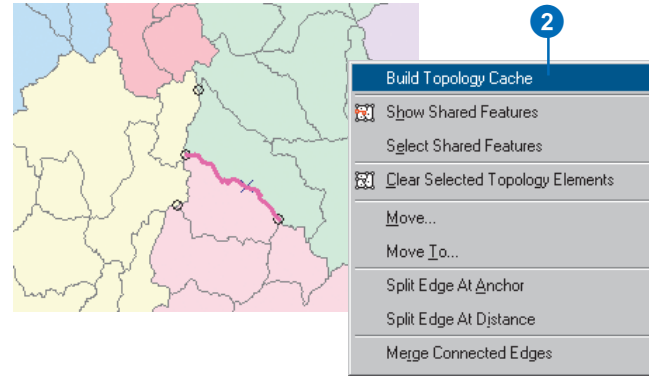 2
Build Topology Cache
Show Shared Features
Select Shared Features
Clear Selected Topology Elements
Move...
Move To...
Split Edge At Anchor
Split Edge At Distance
Merge Connected Edges